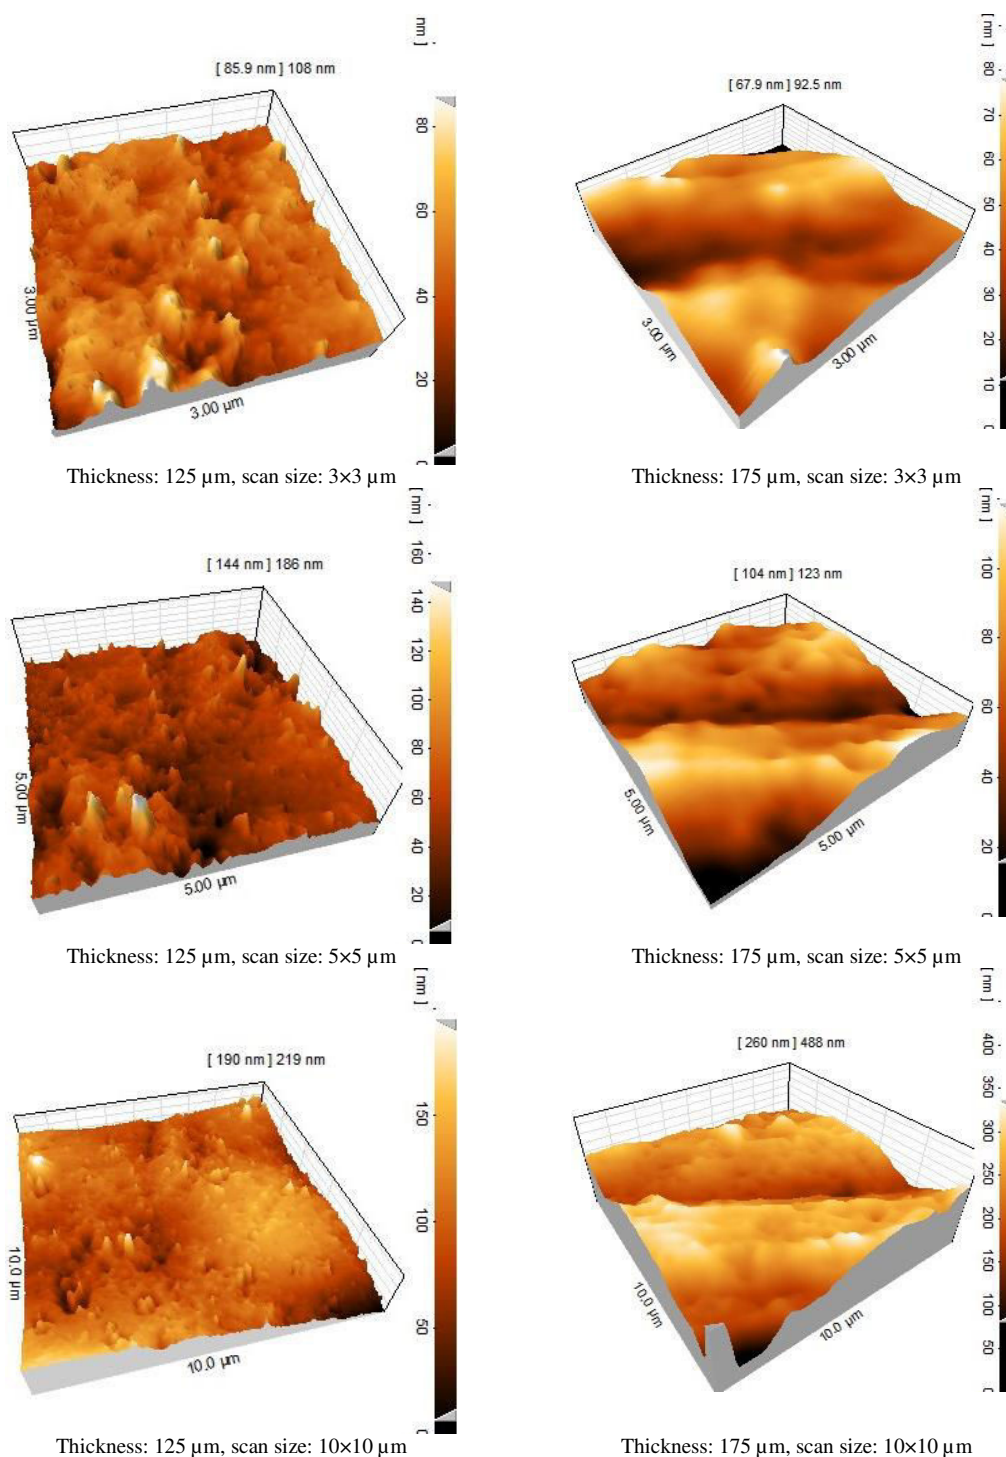 [ 85.9 nm ] 108 nm
nm ]
80
60
40
20
0
3.00 µm
3.00 µm
Thickness: 125 µm, scan size: 3×3 µm
[ 67.9 nm ] 92.5 nm
[ nm ]
80
70
60
50
40
30
20
10
0
3.00 µm
3.00 µm
Thickness: 175 µm, scan size: 3×3 µm
[ 144 nm ] 186 nm
[ nm ]
160
140
120
100
80
60
40
20
0
5.00 µm
5.00 µm
Thickness: 125 µm, scan size: 5×5 µm
[ 104 nm ] 123 nm
[ nm ]
100
80
60
40
20
0
5.00 µm
5.00 µm
Thickness: 175 µm, scan size: 5×5 µm
[ 190 nm ] 219 nm
[ nm ]
150
100
50
10.0 µm
10.0 µm
Thickness: 125 µm, scan size: 10×10 µm
[ 260 nm ] 488 nm
[ nm ]
400
350
300
250
200
150
100
50
0
10.0 µm
10.0 µm
Thickness: 175 µm, scan size: 10×10 µm